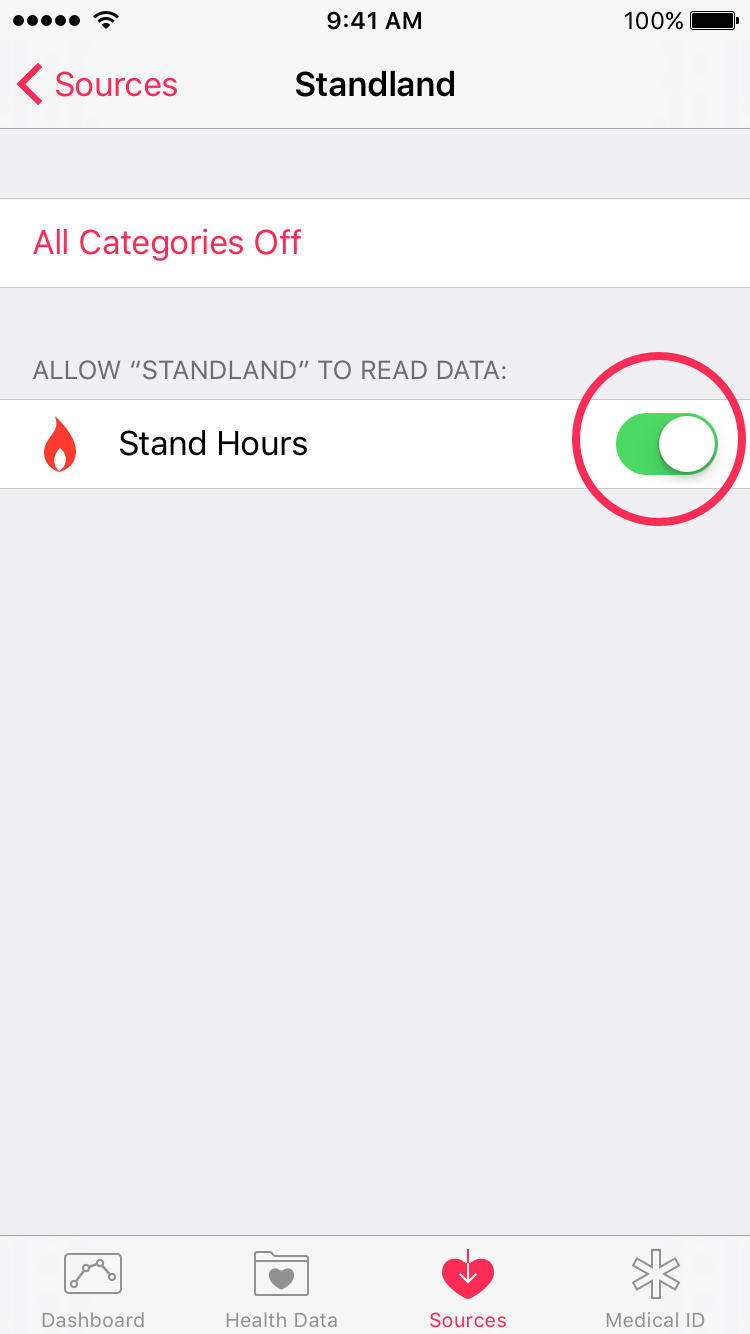 9:41 AM 100%
Sources Standland
All Categories Off
ALLOW “STANDLAND” TO READ DATA:
Stand Hours
Dashboard Health Data Sources Medical ID